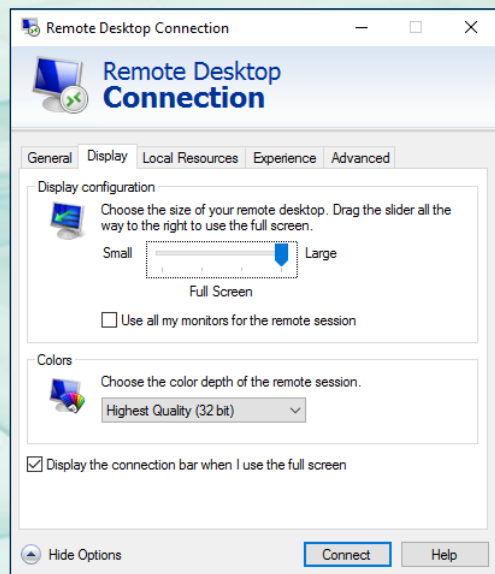 Remote Desktop Connection
Remote Desktop
Connection
General Display Local Resources Experience Advanced
Display configuration
Choose the size of your remote desktop. Drag the slider all the
way to the right to use the full screen.
Small Large
Full Screen
Use all my monitors for the remote session
Colors
Choose the color depth of the remote session.
Highest Quality (32 bit)
Display the connection bar when I use the full screen
Hide Options Connect Help